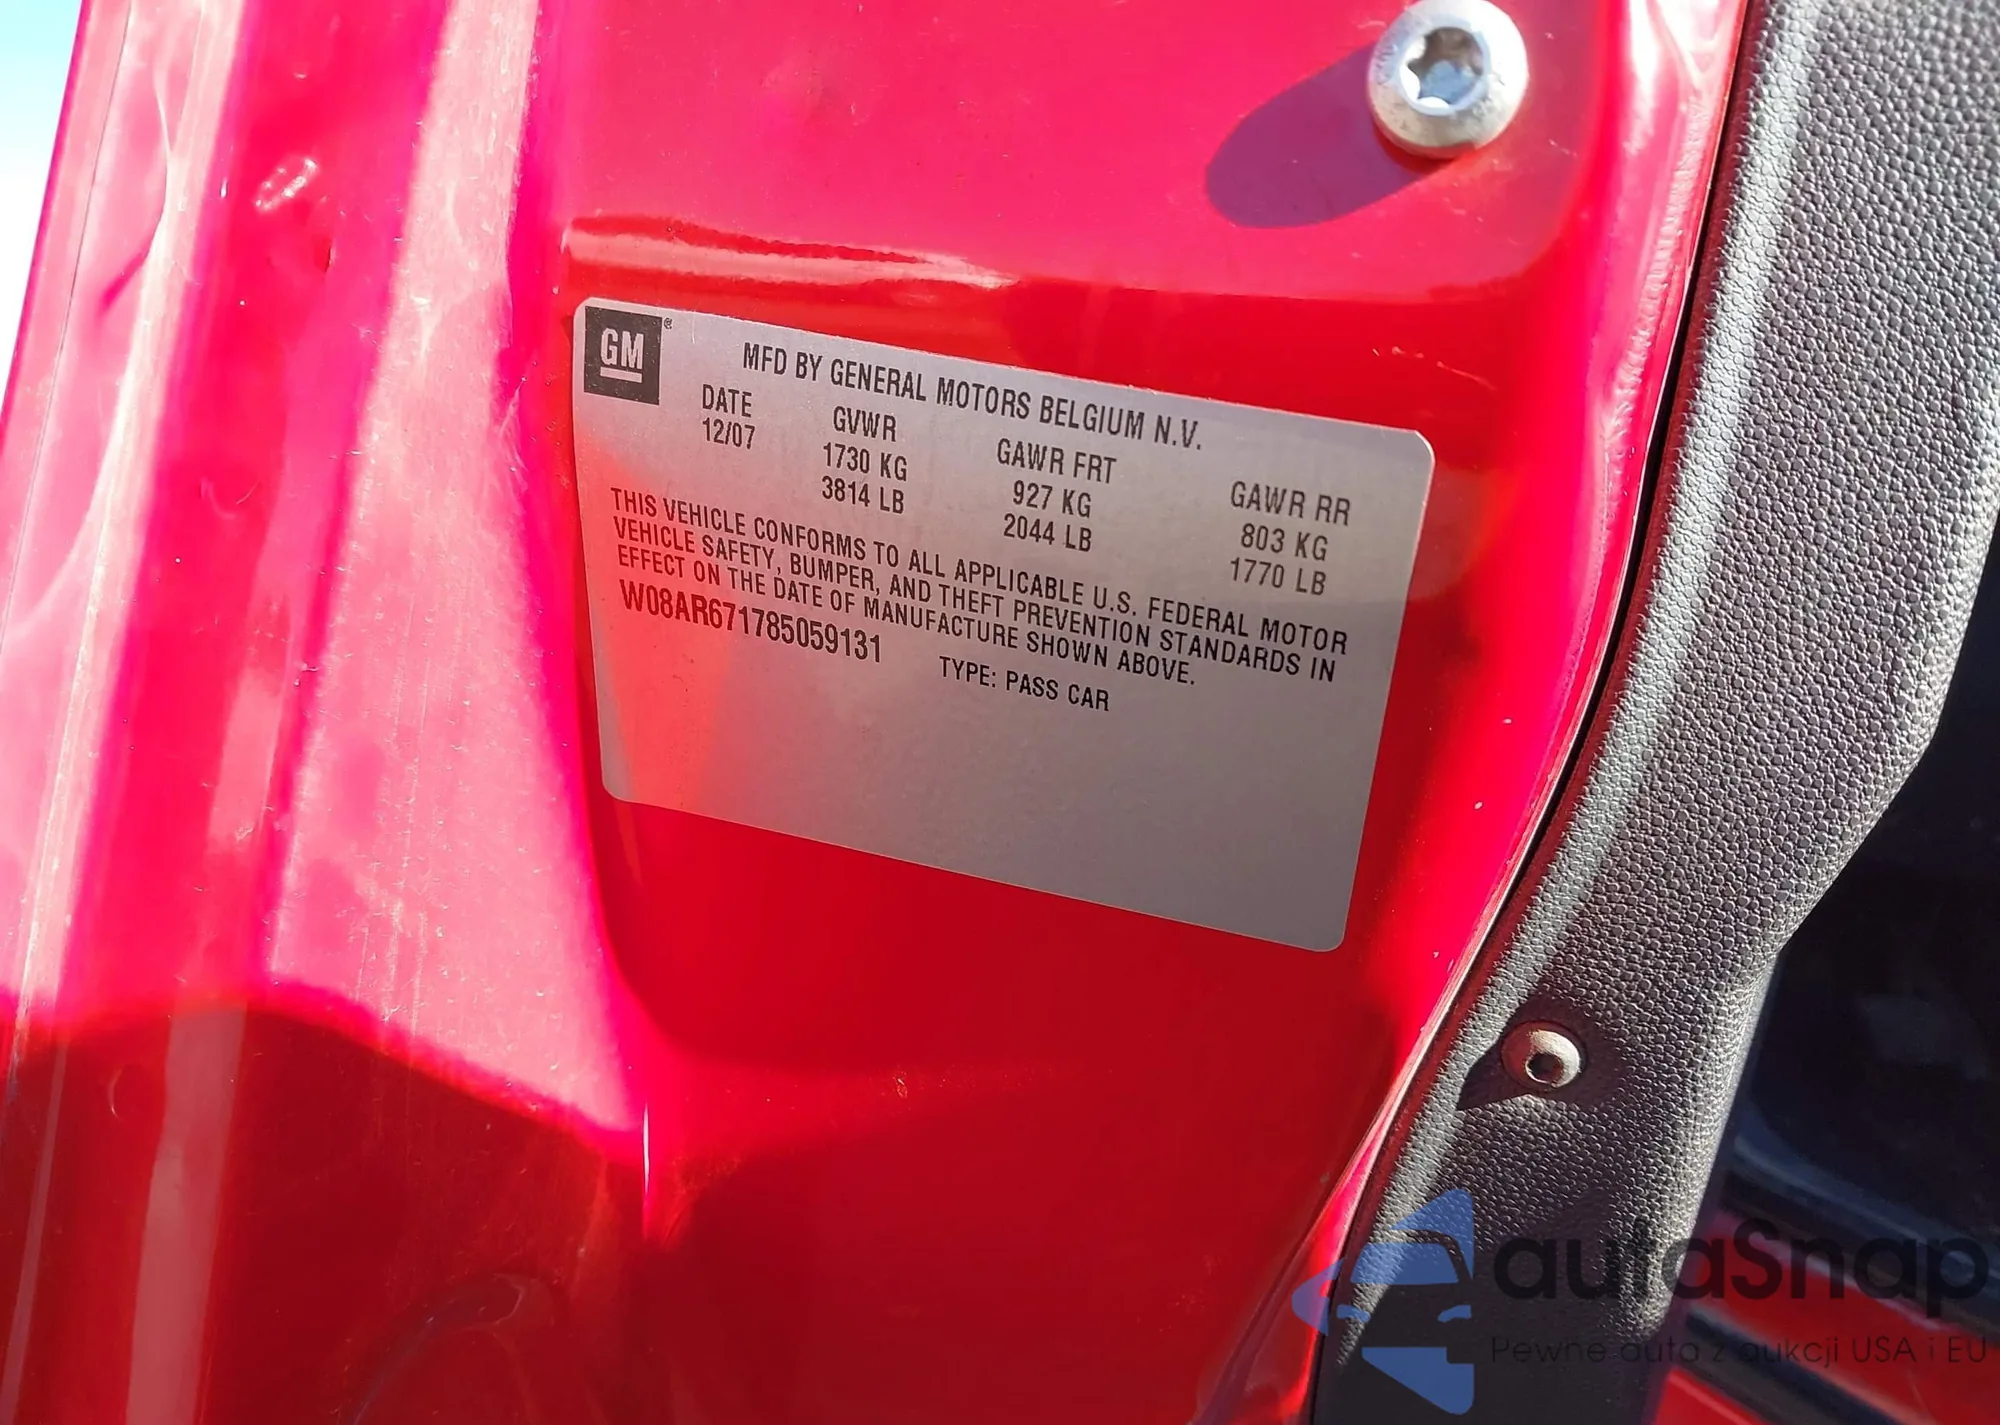 GM®
MFD BY GENERAL MOTORS BELGIUM N.V.
DATE GVWR GAWR FRT GAWR RR
12/07 1730 KG 927 KG 803 KG
3814 LB 2044 LB 1770 LB
THIS VEHICLE CONFORMS TO ALL APPLICABLE U.S. FEDERAL MOTOR
VEHICLE SAFETY, BUMPER, AND THEFT PREVENTION STANDARDS IN
EFFECT ON THE DATE OF MANUFACTURE SHOWN ABOVE.
W08AR671785059131 TYPE: PASS CAR
autaSnap
Pewne auta z aukcji USA i EU